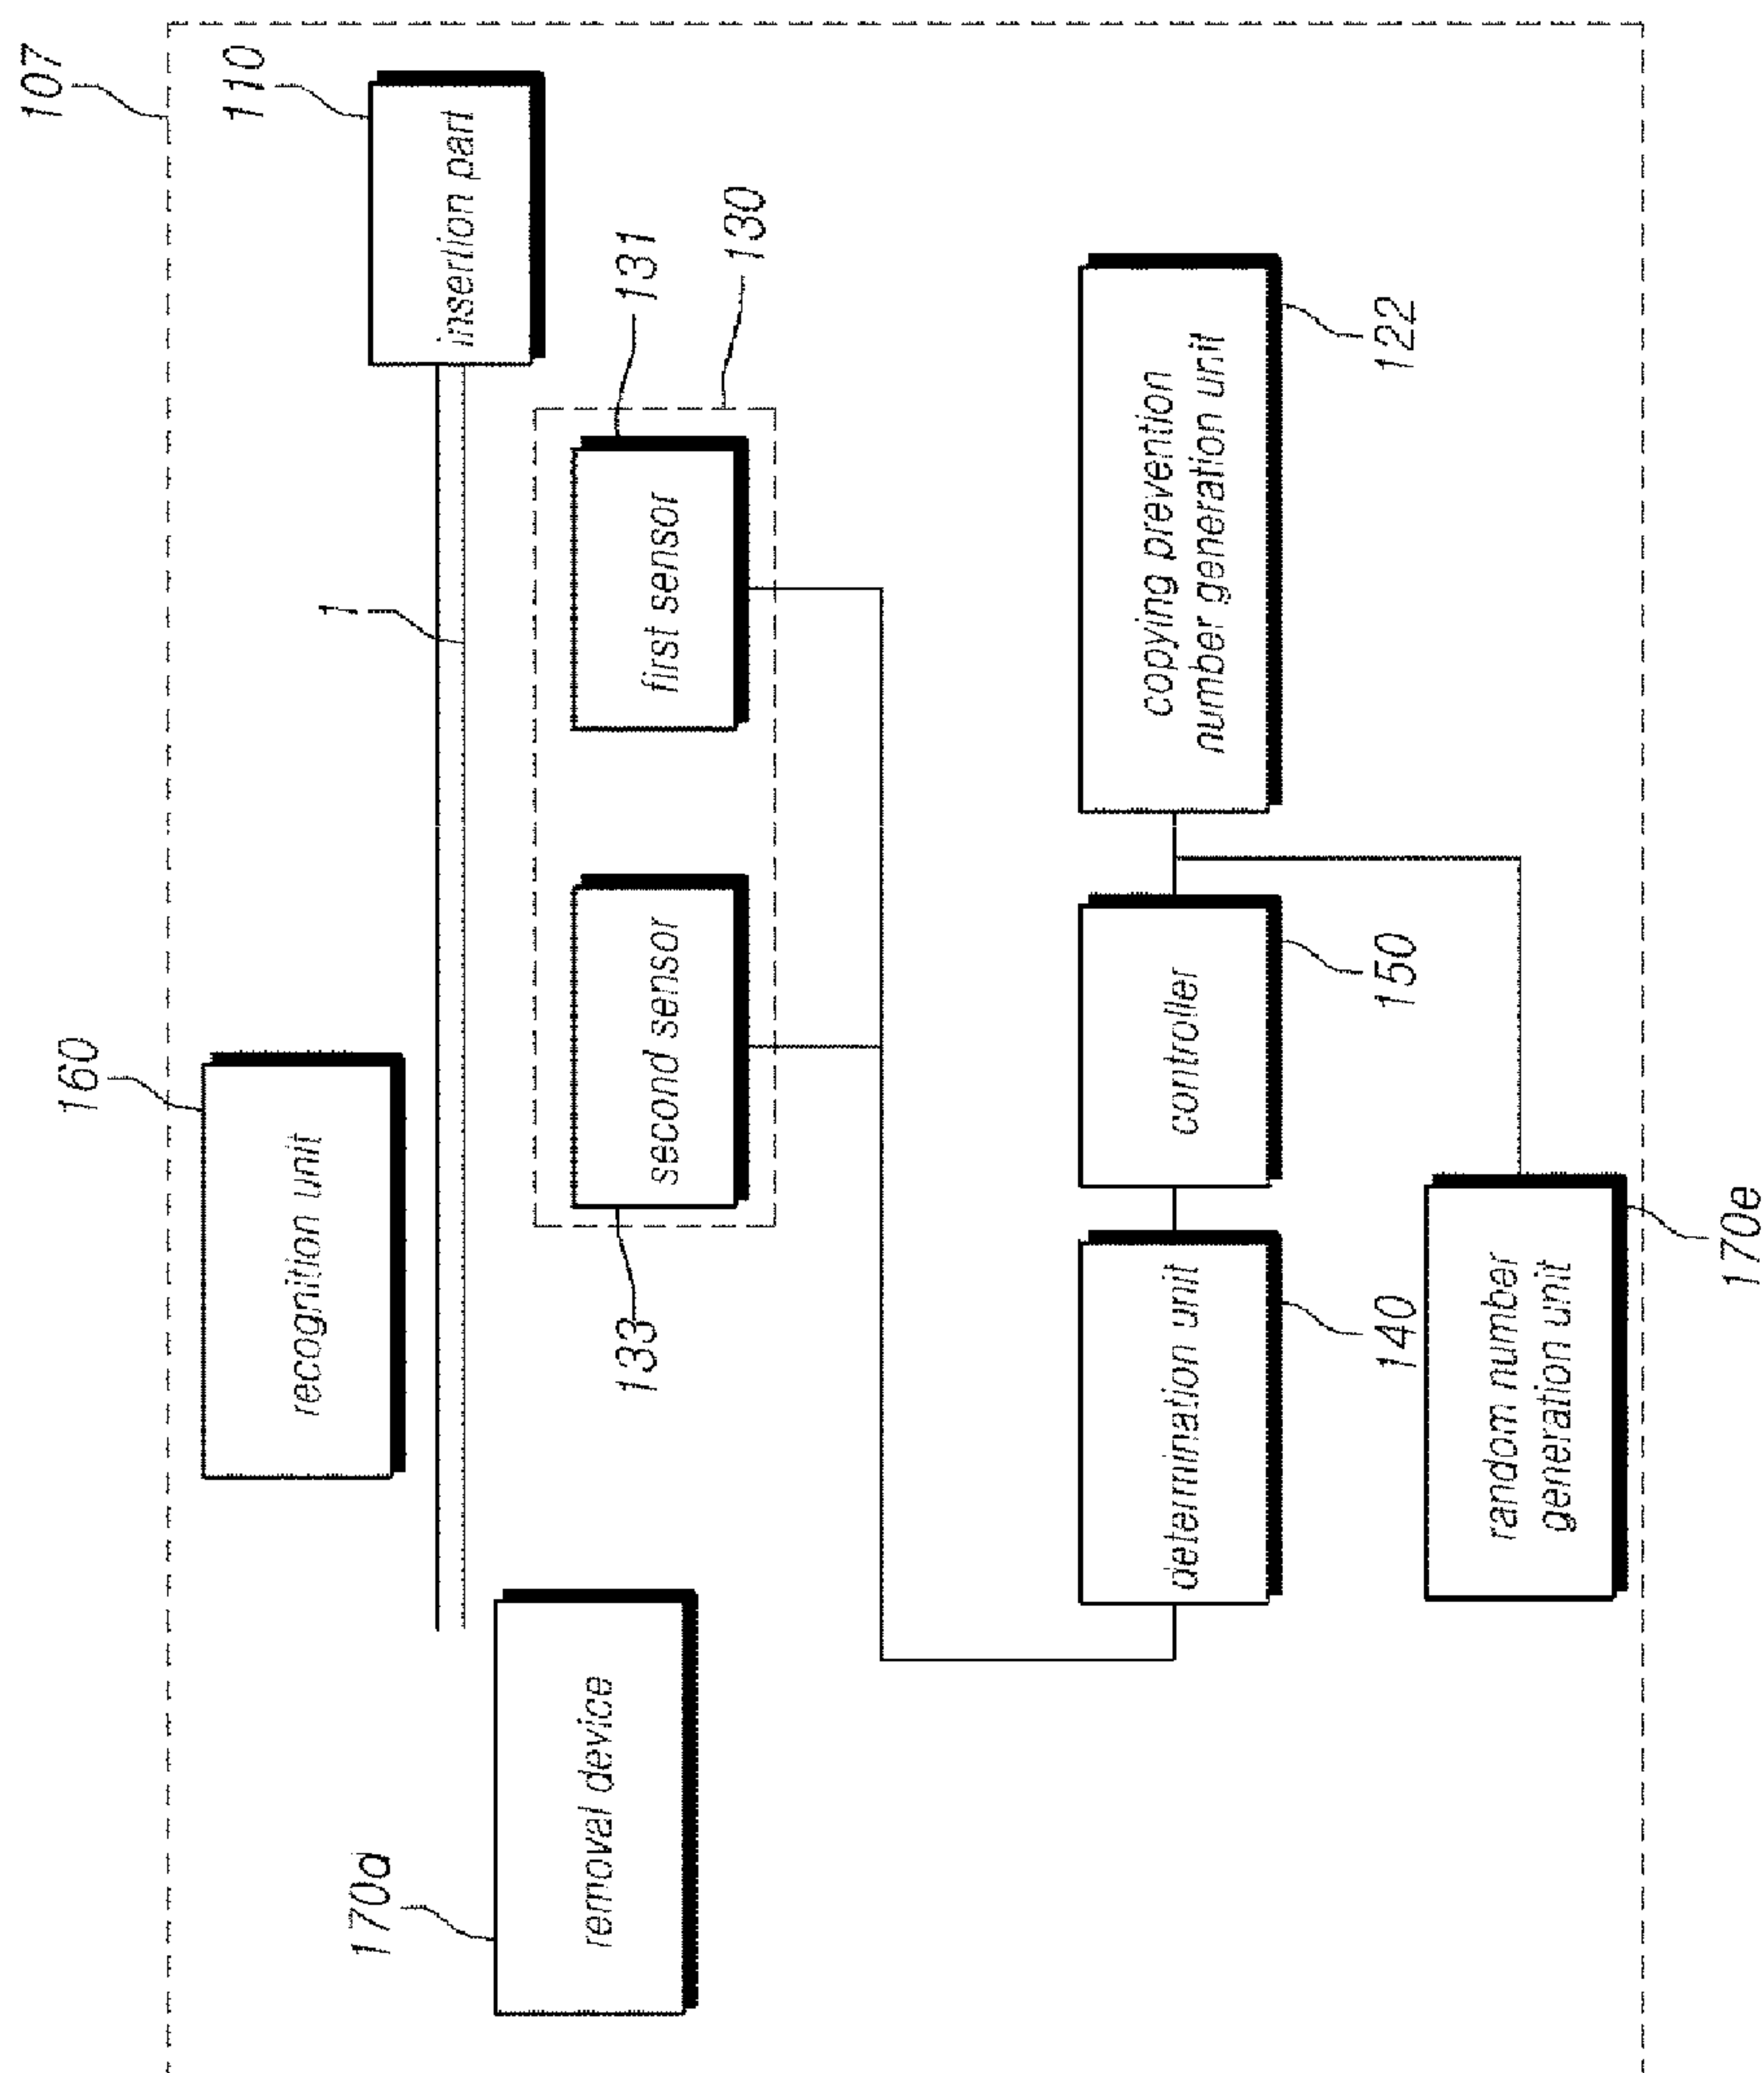 107
110
insertion part
1
130
131
first sensor
160
recognition unit
second sensor
133
170a
removal device
copying prevention
number generation unit
122
controller
150
determination unit
140
random number
generation unit
170e